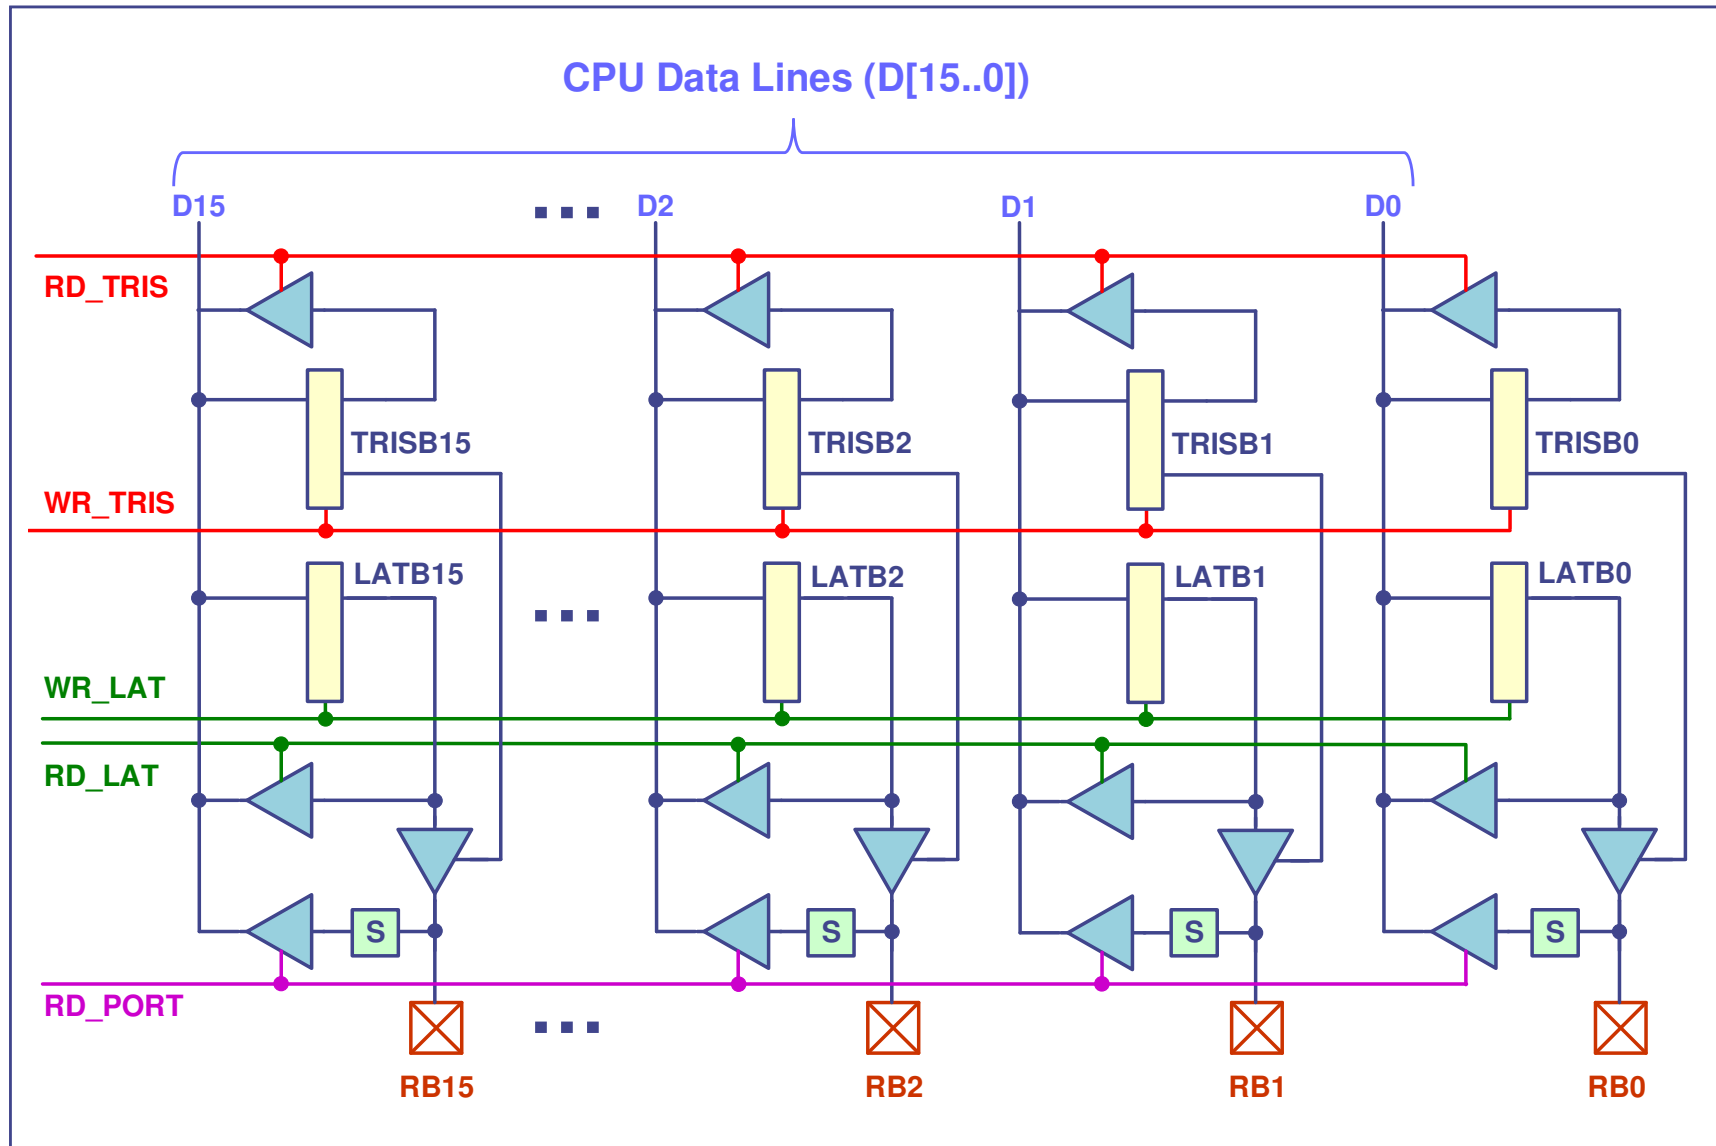 CPU Data Lines (D[15..0])
D15 ... D2 D1 D0
RD_TRIS
TRISB15 TRISB2 TRISB1 TRISB0
WR_TRIS
LATB15 LATB2 LATB1 LATB0
...
WR_LAT
RD_LAT
S S S S
RD_PORT
...
RB15 RB2 RB1 RB0